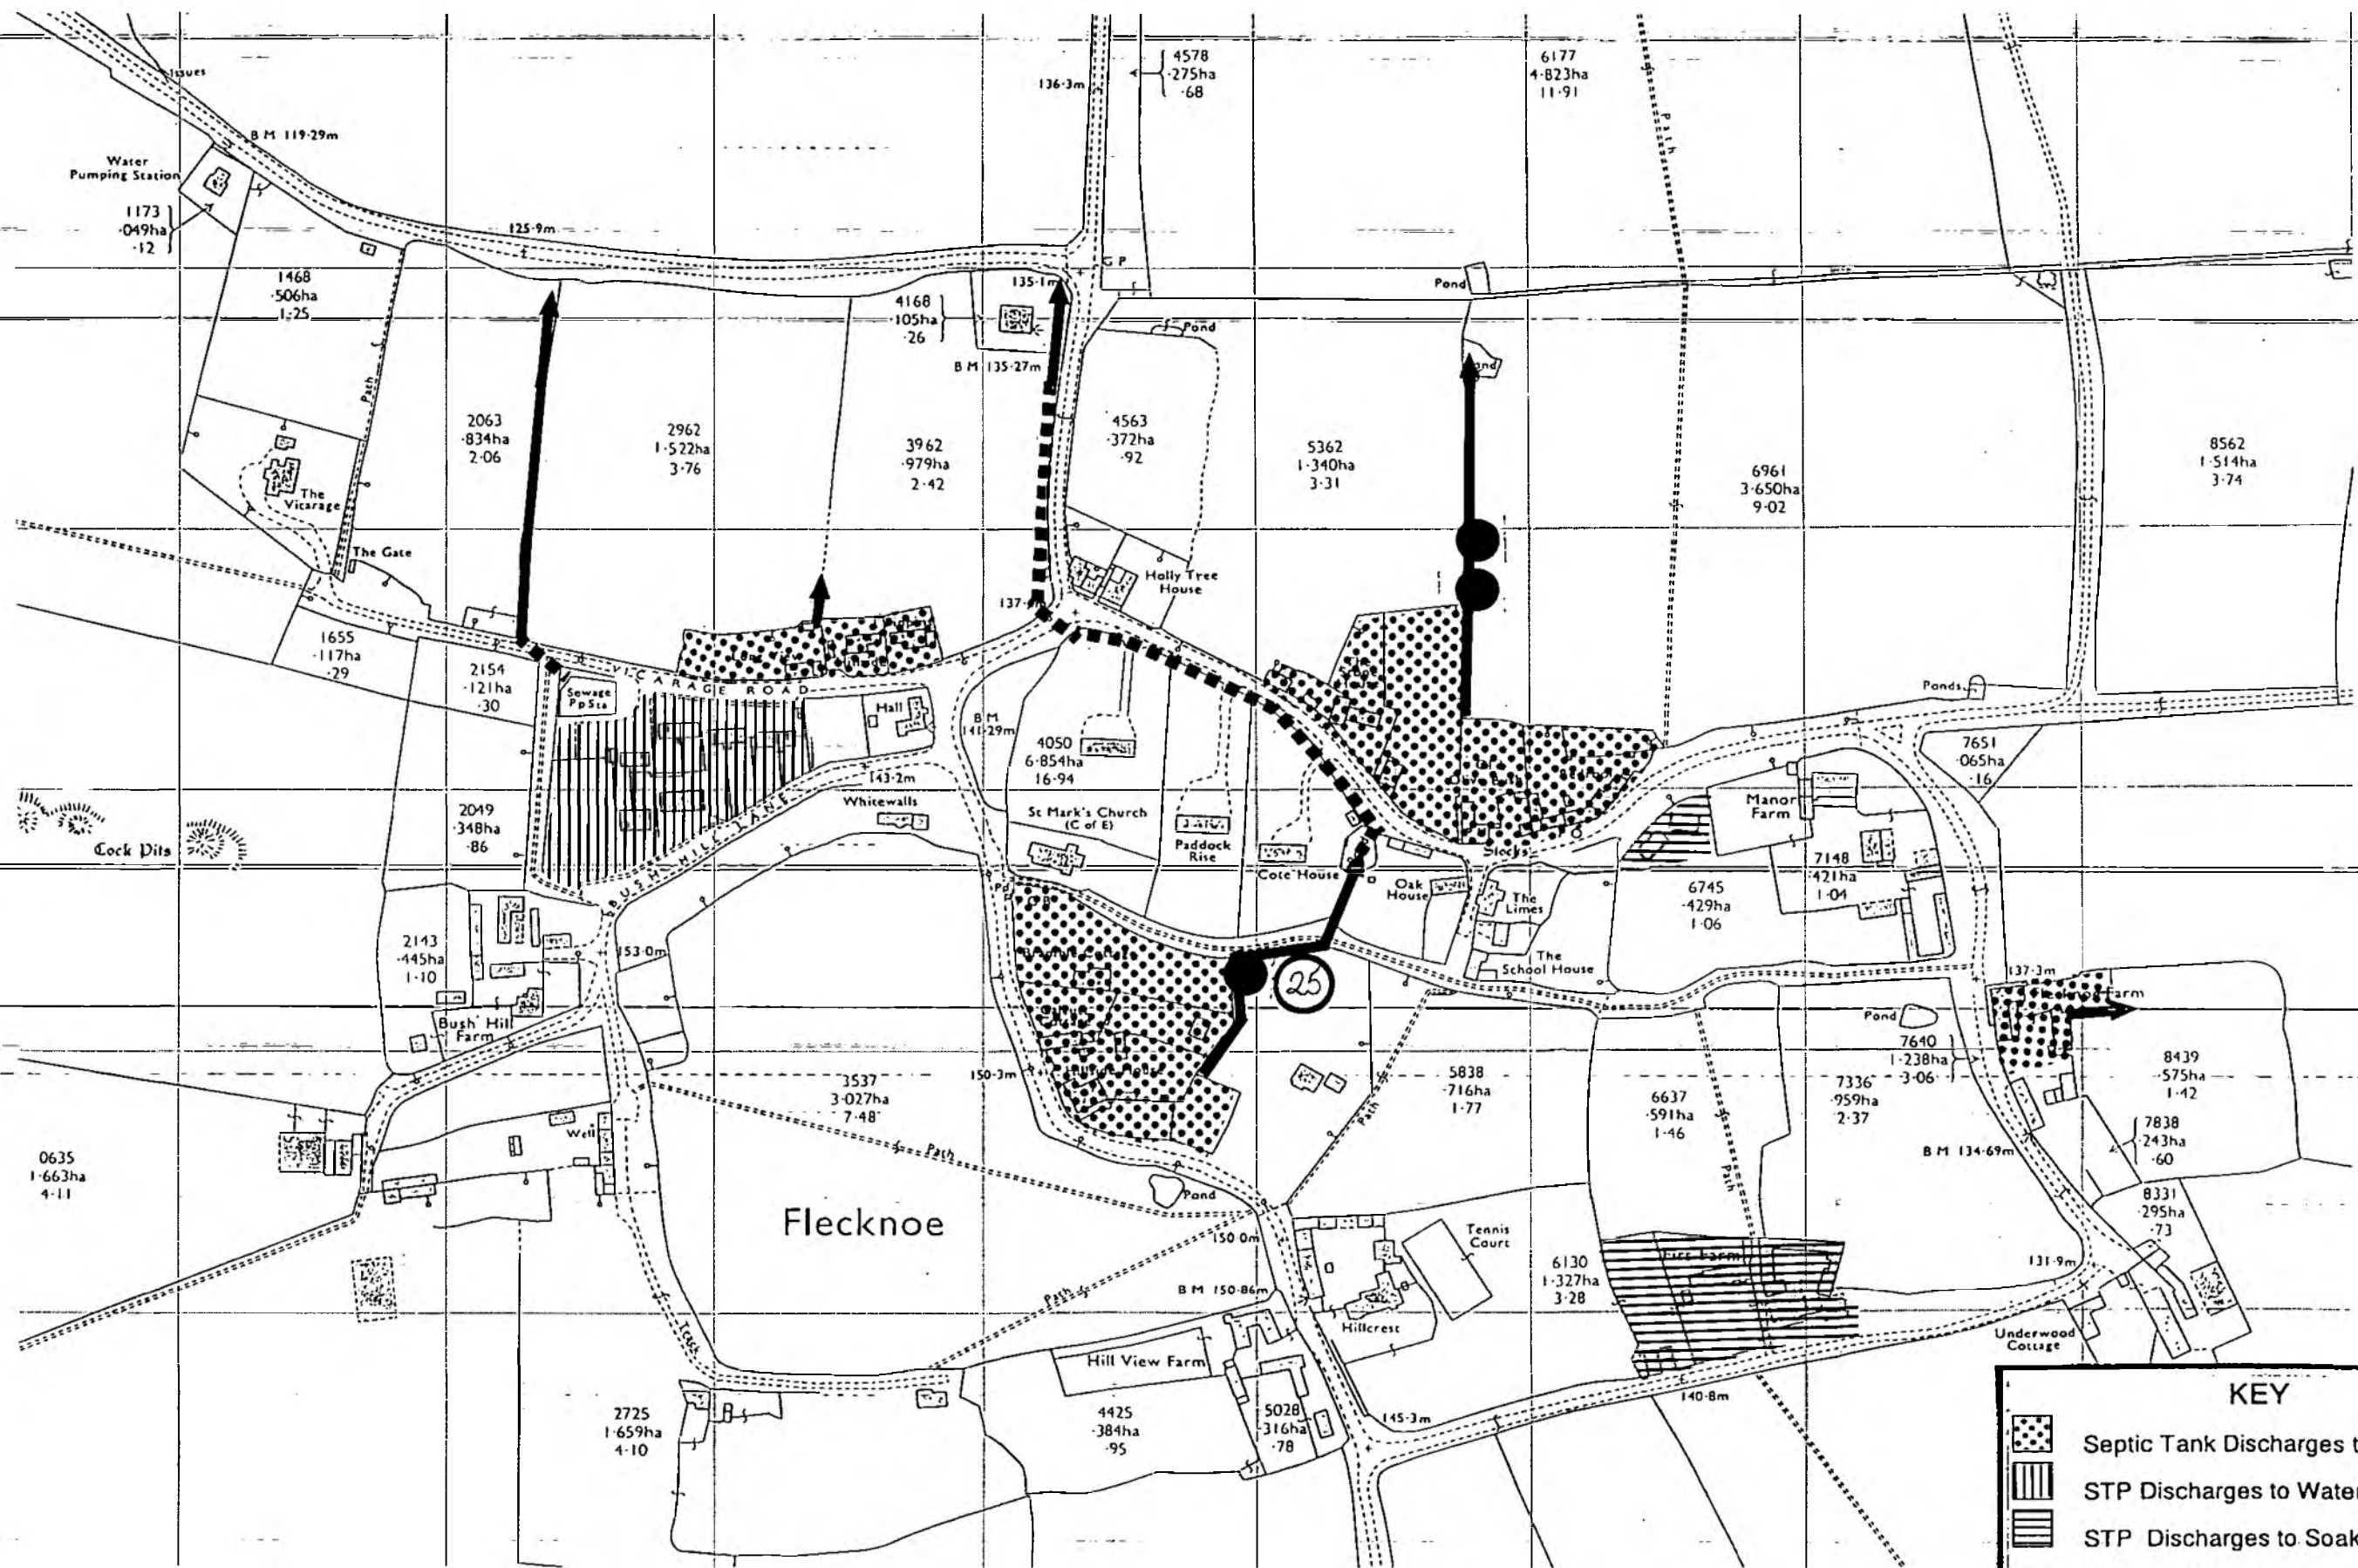 Issues
B M 119·29m
Water
Pumping Station
1173
·049ha
·12
1468
·506ha
1·25
Path
125·9m
136·3m
4578
·275ha
·68
6177
4·823ha
11·91
Path
G P
135·1m
4168
·105ha
·26
B M 135·27m
Pond
Pond
2063
·834ha
2·06
2962
1·522ha
3·76
3962
·979ha
2·42
4563
·372ha
·92
5362
1·340ha
3·31
6961
3·650ha
9·02
8562
1·514ha
3·74
The
Vicarage
The Gate
Holly Tree
House
1655
·117ha
·29
2154
·121ha
·30
Sewage
Pp Sta
VICARAGE ROAD
Hall
B M
141·29m
4050
6·854ha
16·94
Ponds
7651
·065ha
·16
143·2m
Whitewalls
St Mark's Church
(C of E)
Paddock
Rise
Manor
Farm
2049
·348ha
·86
Cock Pits
BUSH HILL LANE
Cote House
Stocks
Oak
House
The
Limes
7148
·421ha
1·04
6745
·429ha
1·06
The
School House
2143
·445ha
1·10
153·0m
Bush Hill
Farm
25
137·3m
Flecknoe Farm
Pond
7640
1·238ha
3·06
8439
·575ha
1·42
150·3m
Hillside House
3537
3·027ha
7·48
5838
·716ha
1·77
Path
6637
·591ha
1·46
7336
·959ha
2·37
7838
·243ha
·60
B M 134·69m
Well
Path
Path
0635
1·663ha
4·11
Pond
8331
·295ha
·73
Flecknoe
150·0m
Tennis
Court
6130
1·327ha
3·28
131·9m
Path
B M 150·86m
Hillcrest
Underwood
Cottage
Track
Hill View Farm
140·8m
2725
1·659ha
4·10
4425
·384ha
·95
5028
·316ha
·78
145·3m
KEY
Septic Tank Discharges
STP Discharges to
STP Discharges to